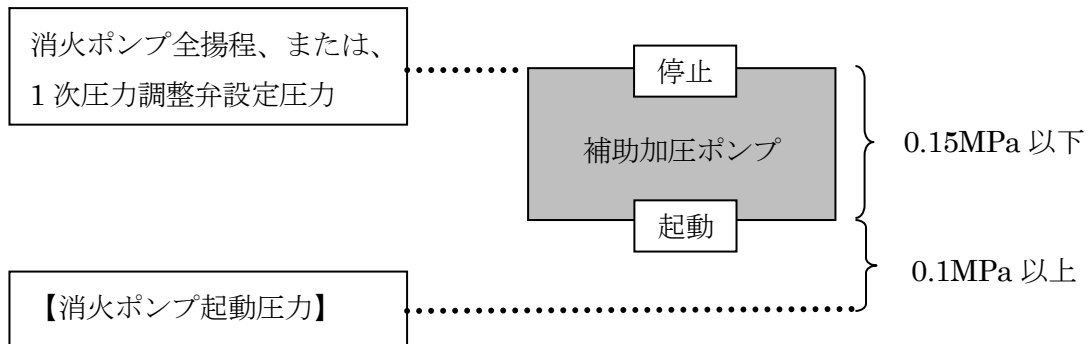 消火ポンプ全揚程、または、
1次圧力調整弁設定圧力
停止
補助加圧ポンプ
0.15MPa 以下
起動
0.1MPa 以上
【消火ポンプ起動圧力】